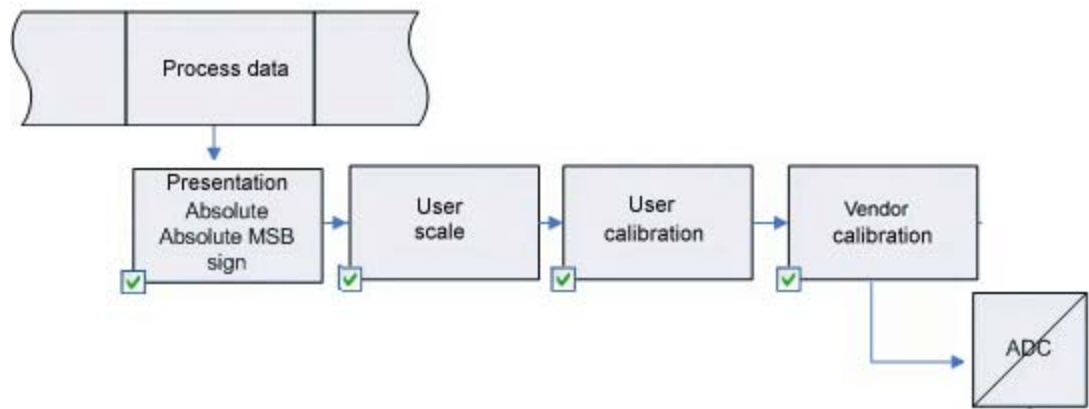 Process data
Presentation
Absolute
Absolute MSB
sign
User
scale
User
calibration
Vendor
calibration
ADC